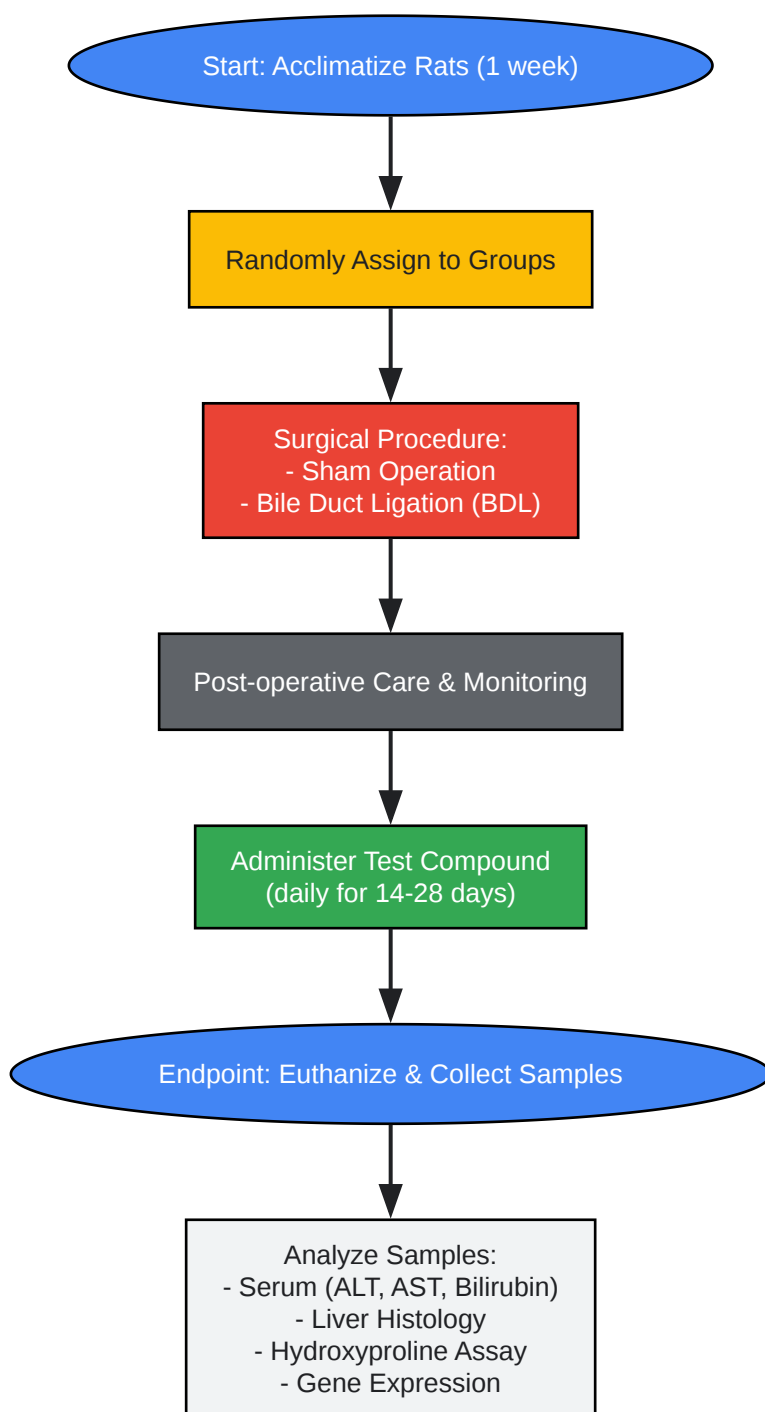 Start: Acclimatize Rats (1 week)
Randomly Assign to Groups
Surgical Procedure:
- Sham Operation
- Bile Duct Ligation (BDL)
Post-operative Care & Monitoring
Administer Test Compound
(daily for 14-28 days)
Endpoint: Euthanize & Collect Samples
Analyze Samples:
- Serum (ALT, AST, Bilirubin)
- Liver Histology
- Hydroxyproline Assay
- Gene Expression